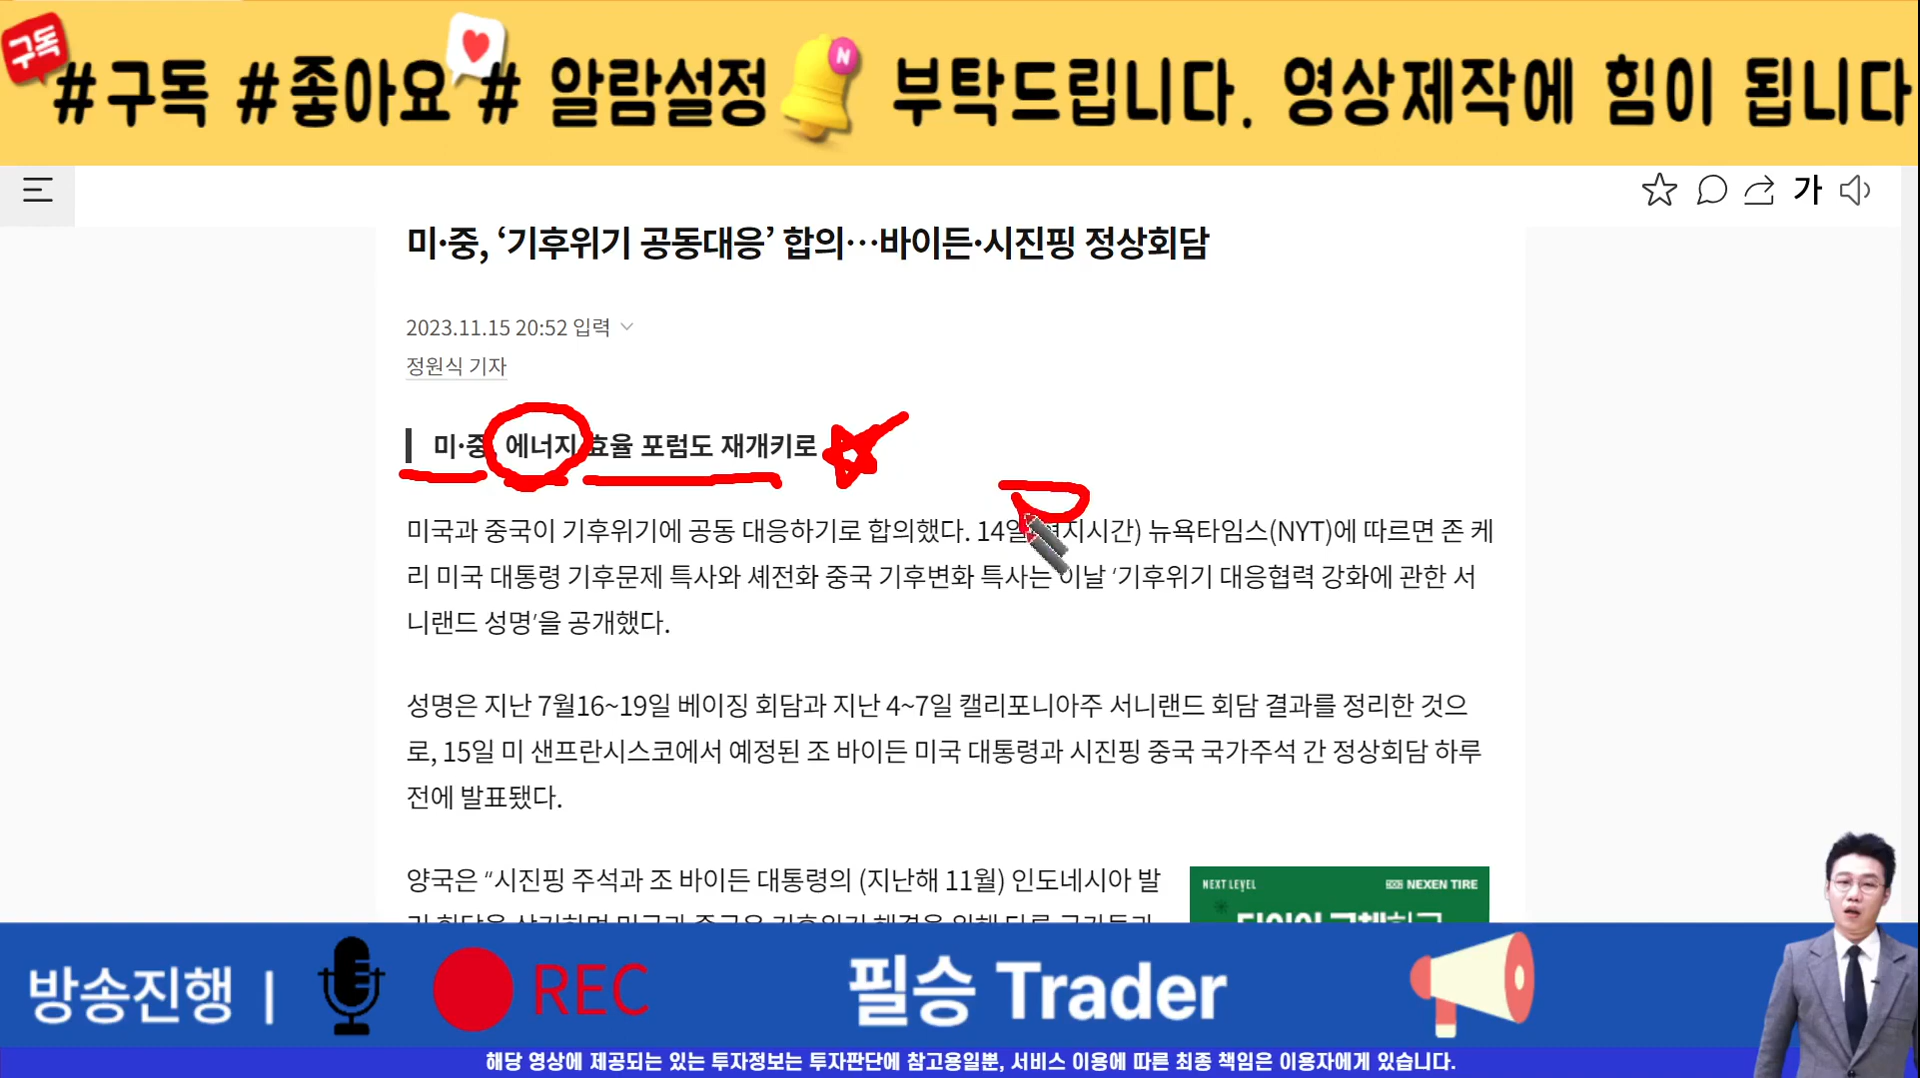 구독
#구독 #좋아요 # 알람설정 N 부탁드립니다. 영상제작에 힘이 됩니다
가
미·중, ‘기후위기 공동대응’ 합의…바이든·시진핑 정상회담
2023.11.15 20:52 입력
정원식 기자
미·중, 에너지 효율 포럼도 재개키로
미국과 중국이 기후위기에 공동 대응하기로 합의했다. 14일(현지시간) 뉴욕타임스(NYT)에 따르면 존 케
리 미국 대통령 기후문제 특사와 셰전화 중국 기후변화 특사는 이날 ‘기후위기 대응협력 강화에 관한 서
니랜드 성명’을 공개했다.
성명은 지난 7월16~19일 베이징 회담과 지난 4~7일 캘리포니아주 서니랜드 회담 결과를 정리한 것으
로, 15일 미 샌프란시스코에서 예정된 조 바이든 미국 대통령과 시진핑 중국 국가주석 간 정상회담 하루
전에 발표됐다.
양국은 “시진핑 주석과 조 바이든 대통령의 (지난해 11월) 인도네시아 발
NEXT LEVEL NEXEN TIRE
방송진행 | REC 필승 Trader
해당 영상에 제공되는 있는 투자정보는 투자판단에 참고용일뿐, 서비스 이용에 따른 최종 책임은 이용자에게 있습니다.